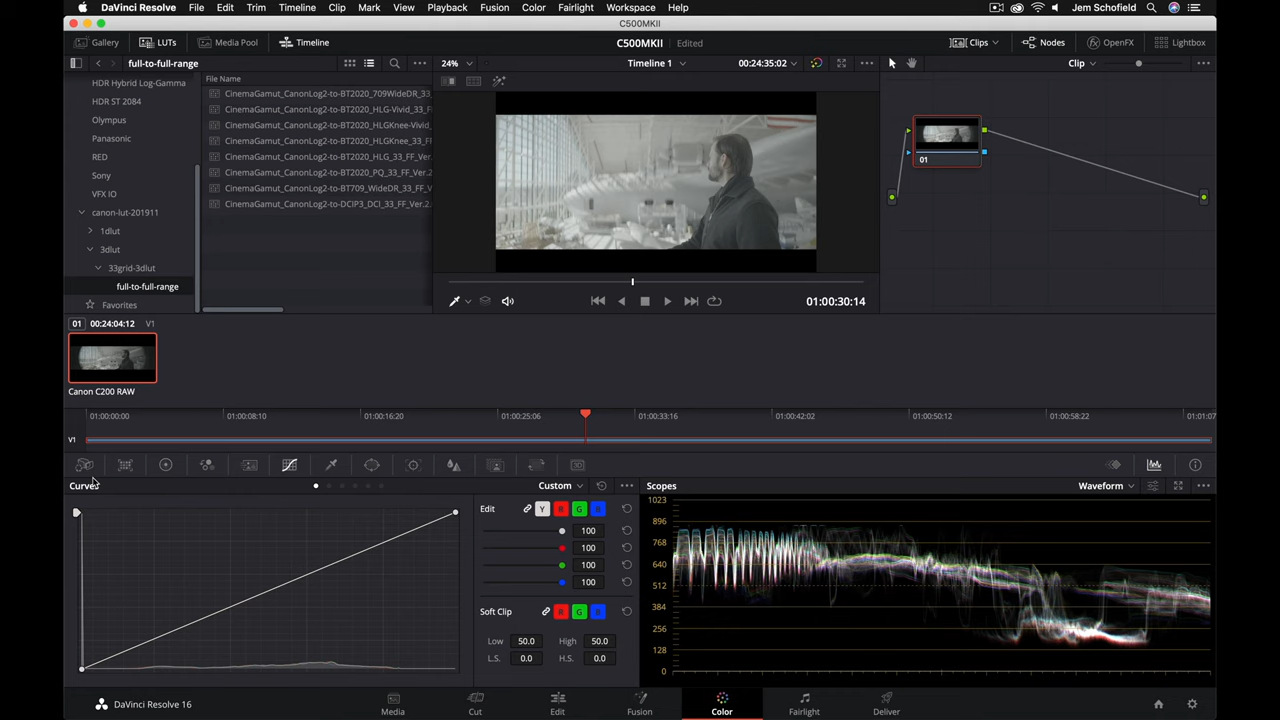 DaVinci Resolve File Edit Trim Timeline Clip Mark View Playback Fusion Color Fairlight Workspace Help Jem Schofield
C500MKII
Gallery LUTs Media Pool Timeline C500MKII Edited Clips Nodes OpenFX Lightbox
full-to-full-range 24% Timeline 1 00:24:35:02 Clip
HDR Hybrid Log-Gamma
HDR ST 2084
Olympus
Panasonic
RED
Sony
VFX IO
canon-lut-201911
1dlut
3dlut
33grid-3dlut
full-to-full-range
Favorites
File Name
CinemaGamut_CanonLog2-to-BT2020_709WideDR_33_
CinemaGamut_CanonLog2-to-BT2020_HLG-Vivid_33_F
CinemaGamut_CanonLog2-to-BT2020_HLGKnee-Vivid_
CinemaGamut_CanonLog2-to-BT2020_HLGKnee_33_F
CinemaGamut_CanonLog2-to-BT2020_HLG_33_FF_Ver.
CinemaGamut_CanonLog2-to-BT2020_PQ_33_FF_Ver.2
CinemaGamut_CanonLog2-to-BT709_WideDR_33_FF_V
CinemaGamut_CanonLog2-to-DCIP3_DCI_33_FF_Ver.2.
01
01:00:30:14
01 00:24:04:12 V1
Canon C200 RAW
01:00:00:00 01:00:08:10 01:00:16:20 01:00:25:06 01:00:33:16 01:00:42:02 01:00:50:12 01:00:58:22 01:01:07
V1
Curves Custom Scopes Waveform
Edit Y R G B
100
100
100
100
Soft Clip R G B
Low 50.0 High 50.0
L.S. 0.0 H.S. 0.0
1023
896
768
640
512
384
256
128
0
DaVinci Resolve 16 Media Cut Edit Fusion Color Fairlight Deliver